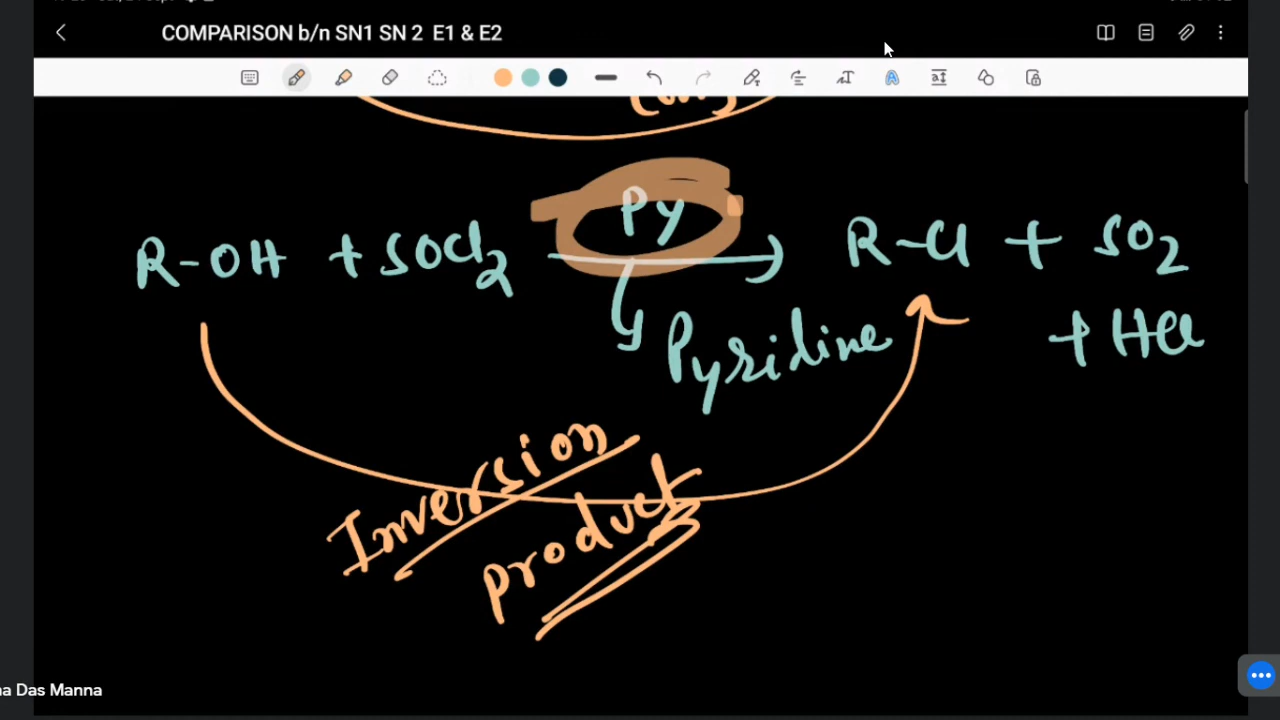 COMPARISON b/n SN1 SN 2 E1 & E2
Py
R-OH + SOCl2 → R-Cl + SO2
+ HCl
Pyridine
Inversion
product
a Das Manna